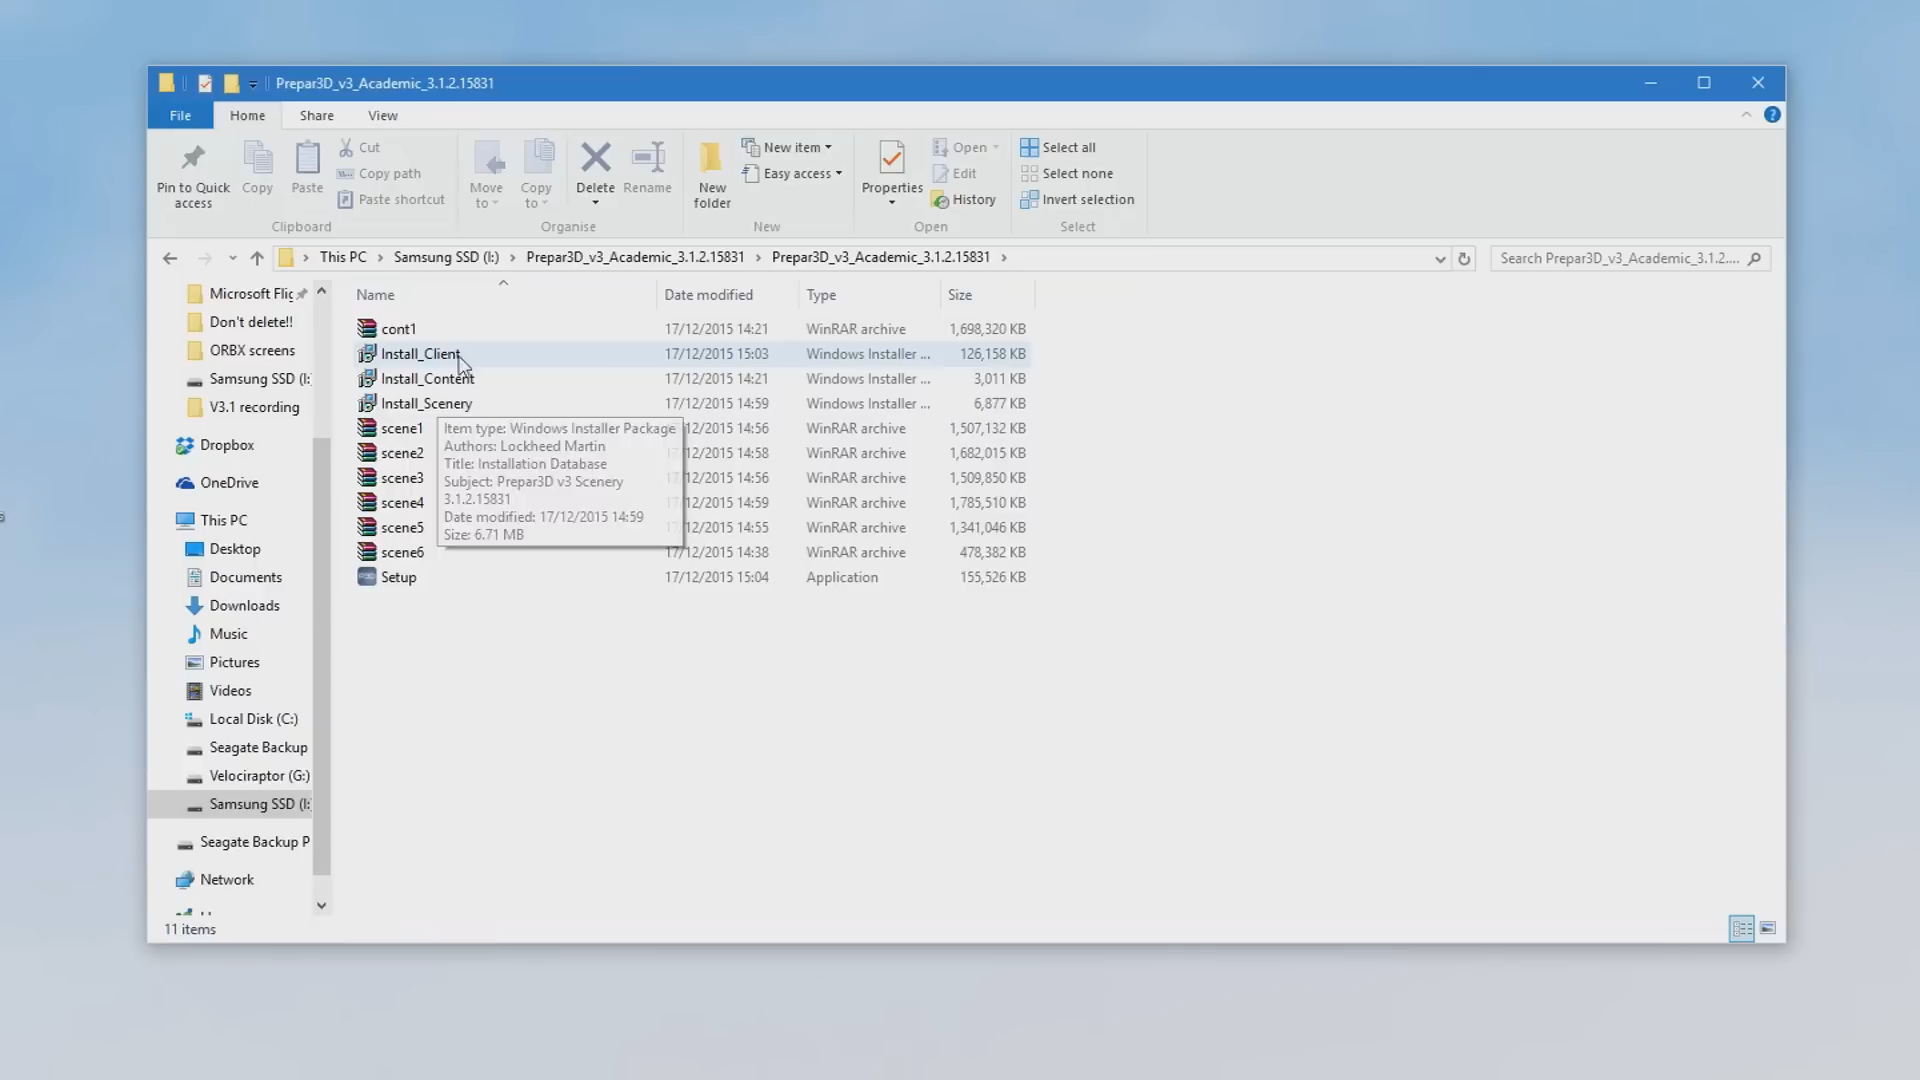 Prepar3D_v3_Academic_3.1.2.15831
File Home Share View
Pin to Quick access
Copy
Paste
Cut
Copy path
Paste shortcut
Clipboard
Move to
Copy to
Delete
Rename
Organise
New folder
New item
Easy access
New
Properties
Open
Edit
History
Open
Select all
Select none
Invert selection
Select
This PC > Samsung SSD (I:) > Prepar3D_v3_Academic_3.1.2.15831 > Prepar3D_v3_Academic_3.1.2.15831 >
Search Prepar3D_v3_Academic_3.1.2....
Microsoft Flig
Don't delete!!
ORBX screens
Samsung SSD (I:
V3.1 recording
Dropbox
OneDrive
This PC
Desktop
Documents
Downloads
Music
Pictures
Videos
Local Disk (C:)
Seagate Backup
Velociraptor (G:)
Samsung SSD (I:
Seagate Backup P
Network
Name Date modified Type Size
cont1 17/12/2015 14:21 WinRAR archive 1,698,320 KB
Install_Client 17/12/2015 15:03 Windows Installer ... 126,158 KB
Install_Content 17/12/2015 14:21 Windows Installer ... 3,011 KB
Install_Scenery 17/12/2015 14:59 Windows Installer ... 6,877 KB
scene1 17/12/2015 14:56 WinRAR archive 1,507,132 KB
scene2 17/12/2015 14:58 WinRAR archive 1,682,015 KB
scene3 17/12/2015 14:56 WinRAR archive 1,509,850 KB
scene4 17/12/2015 14:59 WinRAR archive 1,785,510 KB
scene5 17/12/2015 14:55 WinRAR archive 1,341,046 KB
scene6 17/12/2015 14:38 WinRAR archive 478,382 KB
Setup 17/12/2015 15:04 Application 155,526 KB
Item type: Windows Installer Package
Authors: Lockheed Martin
Title: Installation Database
Subject: Prepar3D v3 Scenery
3.1.2.15831
Date modified: 17/12/2015 14:59
Size: 6.71 MB
11 items